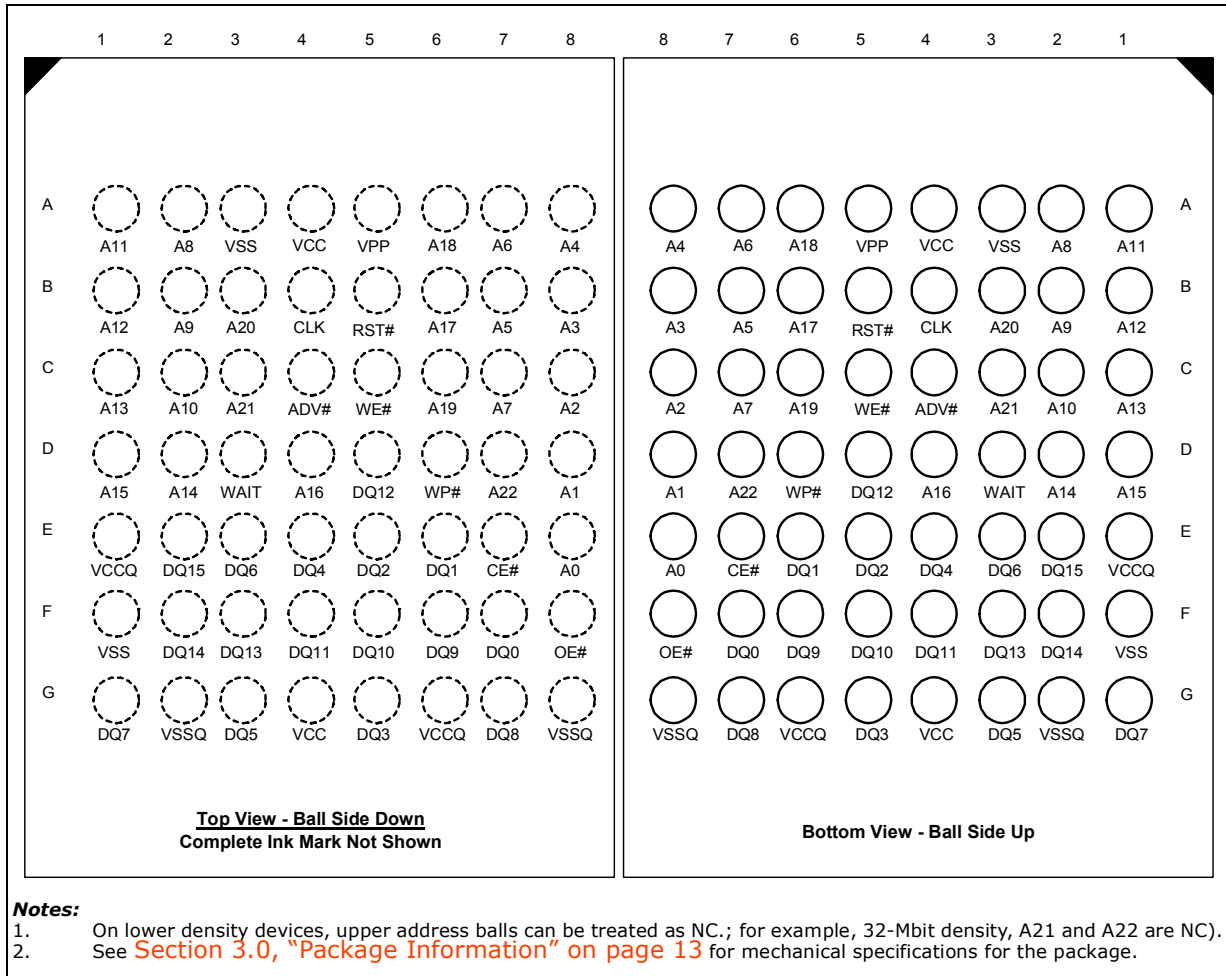 1 2 3 4 5 6 7 8 8 7 6 5 4 3 2 1
A A
A11 A8 VSS VCC VPP A18 A6 A4 A4 A6 A18 VPP VCC VSS A8 A11
B B
A12 A9 A20 CLK RST# A17 A5 A3 A3 A5 A17 RST# CLK A20 A9 A12
C C
A13 A10 A21 ADV# WE# A19 A7 A2 A2 A7 A19 WE# ADV# A21 A10 A13
D D
A15 A14 WAIT A16 DQ12 WP# A22 A1 A1 A22 WP# DQ12 A16 WAIT A14 A15
E E
VCCQ DQ15 DQ6 DQ4 DQ2 DQ1 CE# A0 A0 CE# DQ1 DQ2 DQ4 DQ6 DQ15 VCCQ
F F
VSS DQ14 DQ13 DQ11 DQ10 DQ9 DQ0 OE# OE# DQ0 DQ9 DQ10 DQ11 DQ13 DQ14 VSS
G G
DQ7 VSSQ DQ5 VCC DQ3 VCCQ DQ8 VSSQ VSSQ DQ8 VCCQ DQ3 VCC DQ5 VSSQ DQ7
Top View - Ball Side Down
Complete Ink Mark Not Shown
Bottom View - Ball Side Up
Notes:
1. On lower density devices, upper address balls can be treated as NC.; for example, 32-Mbit density, A21 and A22 are NC).
2. See Section 3.0, “Package Information” on page 13 for mechanical specifications for the package.